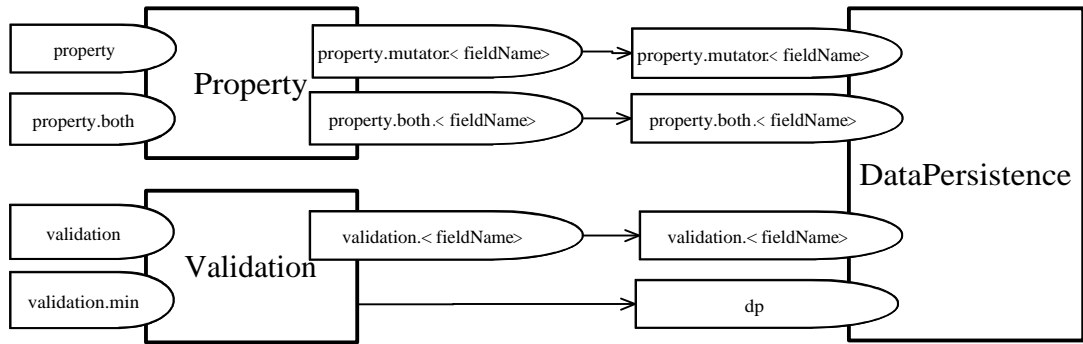 property
property.mutator.< fieldName>
property.mutator.< fieldName>
Property
property.both
property.both.< fieldName>
property.both.< fieldName>
DataPersistence
validation
validation.< fieldName>
validation.< fieldName>
Validation
validation.min
dp